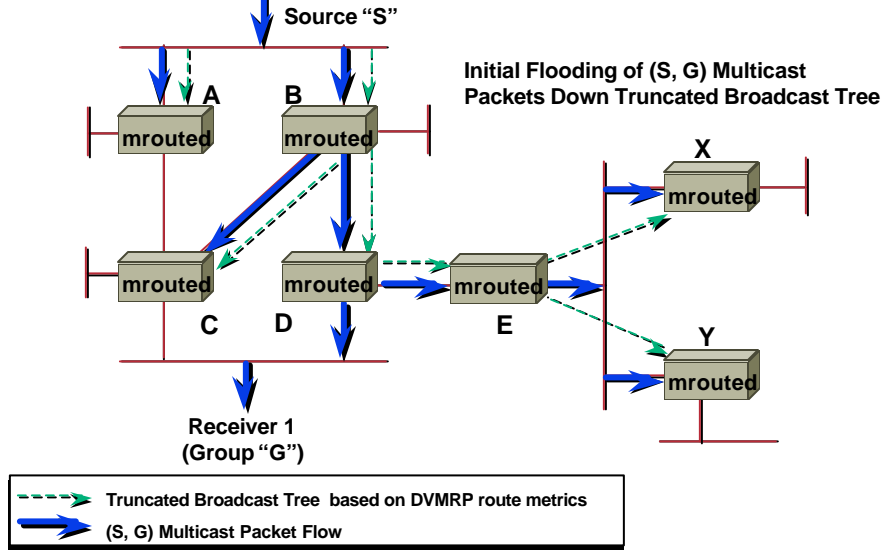 Source “S”
Initial Flooding of (S, G) Multicast
Packets Down Truncated Broadcast Tree
A
B
mrouted
mrouted
X
mrouted
mrouted
mrouted
mrouted
C
D
E
Y
mrouted
Receiver 1
(Group “G”)
Truncated Broadcast Tree based on DVMRP route metrics
(S, G) Multicast Packet Flow